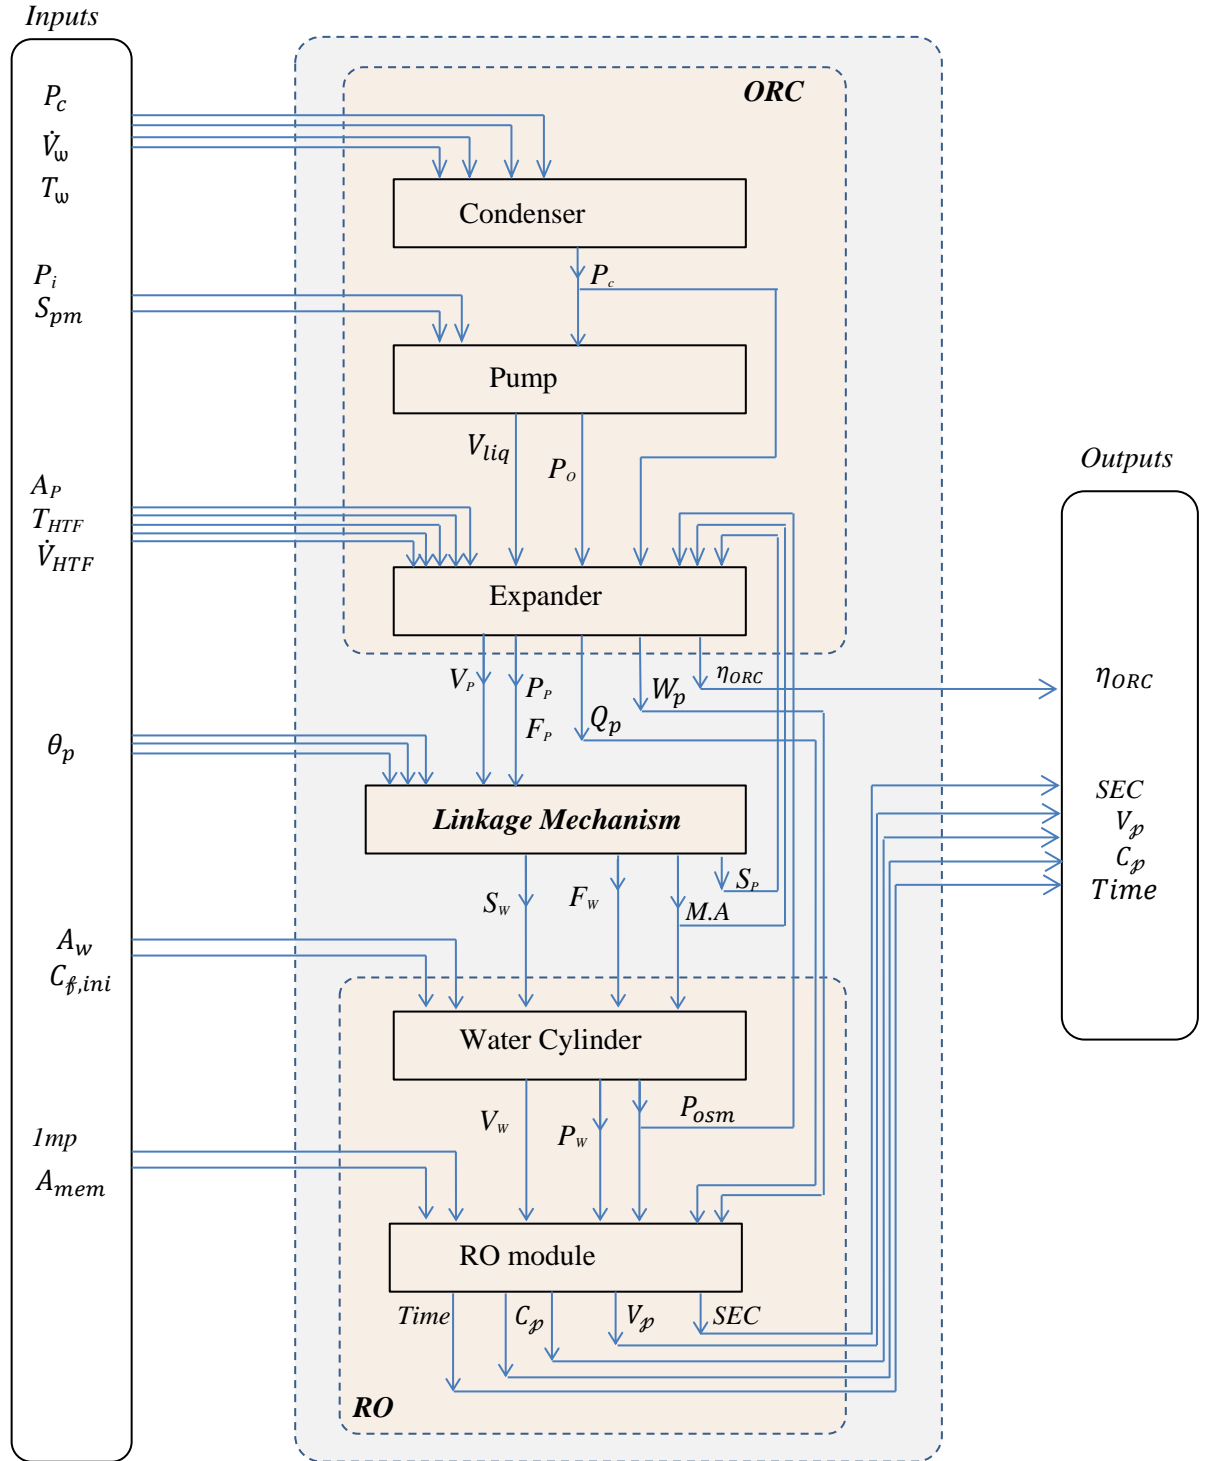 Inputs
P_c
V̇_ω
T_ω
P_i
S_pm
A_P
T_HTF
V̇_HTF
θ_p
A_w
C_f,ini
1mp
A_mem
ORC
Condenser
P_c
Pump
V_liq
P_O
Expander
V_P
P_P
F_P
Q_p
W_p
η_ORC
Linkage Mechanism
S_W
F_W
M.A
S_P
Water Cylinder
V_W
P_W
P_osm
RO module
Time
C_𝓅
V_𝓅
SEC
RO
Outputs
η_ORC
SEC
V_𝓅
C_𝓅
Time